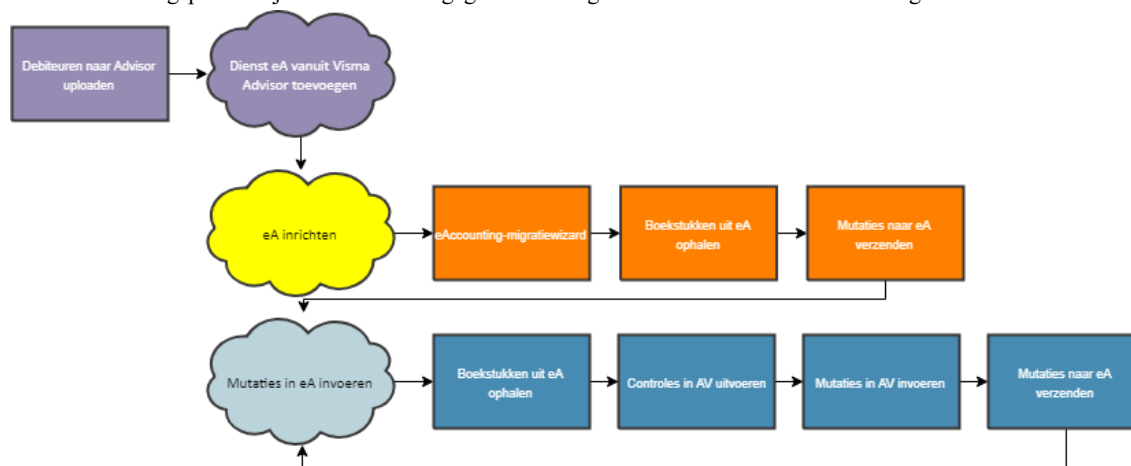 Debiteuren naar Advisor
uploaden
Dienst eA vanuit Visma
Advisor toevoegen
eA inrichten
eAccounting-migratiewizard
Boekstukken uit eA
ophalen
Mutaties naar eA
verzenden
Mutaties in eA invoeren
Boekstukken uit eA
ophalen
Controles in AV uitvoeren
Mutaties in AV invoeren
Mutaties naar eA
verzenden